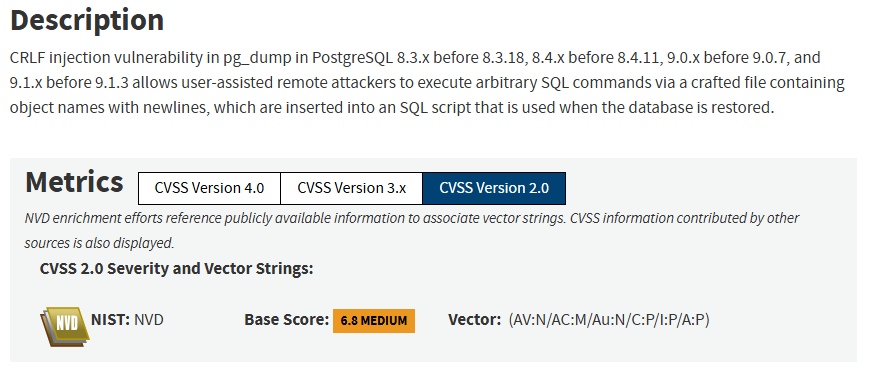 Description
CRLF injection vulnerability in pg_dump in PostgreSQL 8.3.x before 8.3.18, 8.4.x before 8.4.11, 9.0.x before 9.0.7, and
9.1.x before 9.1.3 allows user-assisted remote attackers to execute arbitrary SQL commands via a crafted file containing
object names with newlines, which are inserted into an SQL script that is used when the database is restored.
Metrics CVSS Version 4.0 CVSS Version 3.x CVSS Version 2.0
NVD enrichment efforts reference publicly available information to associate vector strings. CVSS information contributed by other
sources is also displayed.
CVSS 2.0 Severity and Vector Strings:
NVD NIST: NVD Base Score: 6.8 MEDIUM Vector: (AV:N/AC:M/Au:N/C:P/I:P/A:P)